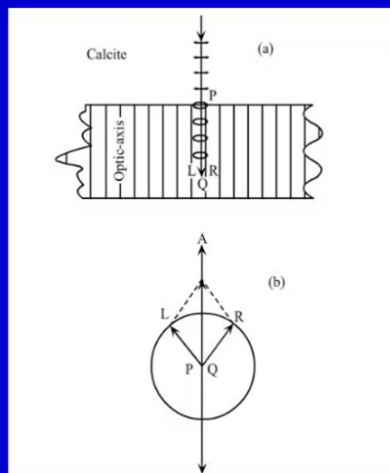 Calcite
(a)
P
Optic-axis
L R
Q
A
(b)
L
R
P Q